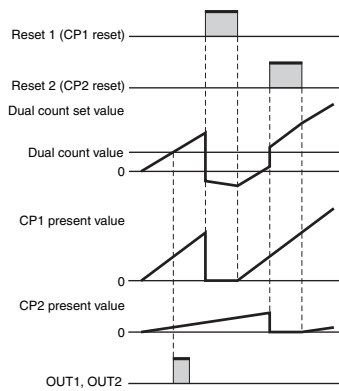 Reset 1 (CP1 reset)
Reset 2 (CP2 reset)
Dual count set value
Dual count value
0
CP1 present value
0
CP2 present value
0
OUT1, OUT2